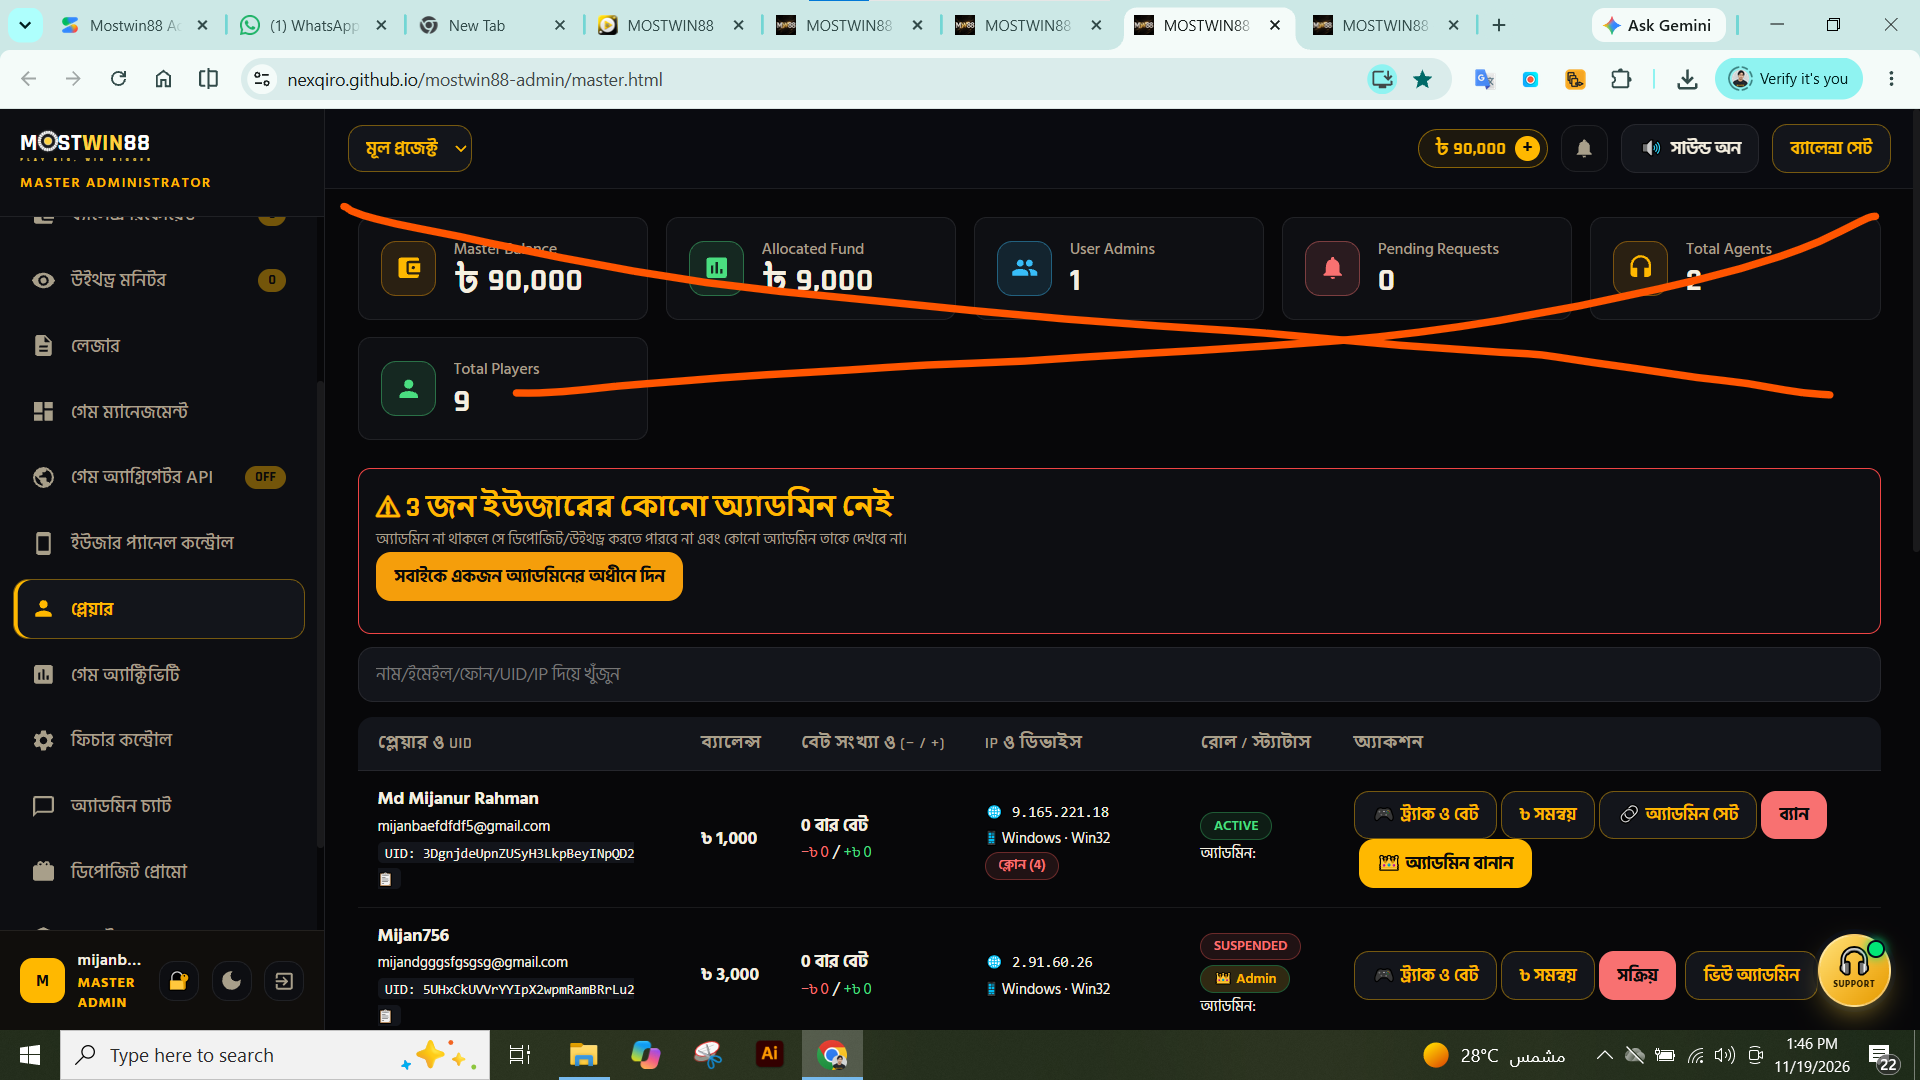 Mostwin88 Ac
(1) WhatsApp
New Tab
MOSTWIN88
MOSTWIN88
MOSTWIN88
MOSTWIN88
MOSTWIN88
Ask Gemini
nexqiro.github.io/mostwin88-admin/master.html
Verify it's you
MOSTWIN88
PLAY BIG. WIN BIGGER
MASTER ADMINISTRATOR
উইথড্র মনিটর
0
লেজার
গেম ম্যানেজমেন্ট
গেম অ্যাগ্রিগেটর API
OFF
ইউজার প্যানেল কন্ট্রোল
প্লেয়ার
গেম অ্যাক্টিভিটি
ফিচার কন্ট্রোল
অ্যাডমিন চ্যাট
ডিপোজিট প্রোমো
M
mijanb...
MASTER ADMIN
মূল প্রজেক্ট
৳ 90,000 +
সাউন্ড অন
ব্যালেন্স সেট
Master Balance
৳ 90,000
Allocated Fund
৳ 9,000
User Admins
1
Pending Requests
0
Total Agents
2
Total Players
9
⚠ 3 জন ইউজারের কোনো অ্যাডমিন নেই
অ্যাডমিন না থাকলে সে ডিপোজিট/উইথড্র করতে পারবে না এবং কোনো অ্যাডমিন তাকে দেখবে না।
সবাইকে একজন অ্যাডমিনের অধীনে দিন
নাম/ইমেইল/ফোন/UID/IP দিয়ে খুঁজুন
প্লেয়ার ও UID
ব্যালেন্স
বেট সংখ্যা ও (− / +)
IP ও ডিভাইস
রোল / স্ট্যাটাস
অ্যাকশন
Md Mijanur Rahman
mijanbaefdfdf5@gmail.com
UID: 3DgnjdeUpnZUSyH3LkpBeyINpQD2
৳ 1,000
0 বার বেট
−৳ 0 / +৳ 0
9.165.221.18
Windows · Win32
ক্লোন (4)
ACTIVE
অ্যাডমিন:
ট্র্যাক ও বেট
৳ সমন্বয়
অ্যাডমিন সেট
ব্যান
অ্যাডমিন বানান
Mijan756
mijandgggsfgsgsg@gmail.com
UID: 5UHxCkUVVrYYIpX2wpmRamBRrLu2
৳ 3,000
0 বার বেট
−৳ 0 / +৳ 0
2.91.60.26
Windows · Win32
SUSPENDED
Admin
অ্যাডমিন:
ট্র্যাক ও বেট
৳ সমন্বয়
সক্রিয়
ভিউ অ্যাডমিন
SUPPORT
Type here to search
Ai
28°C مشمس
1:46 PM
11/19/2026
22